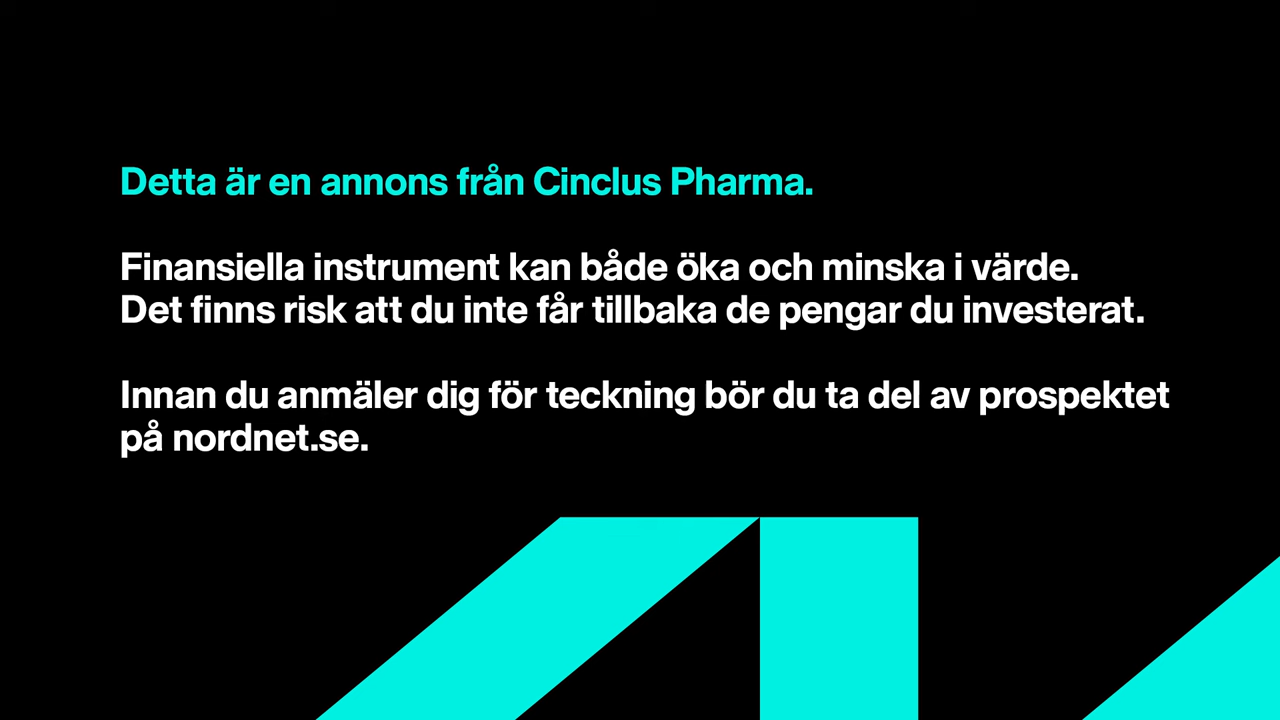 Detta är en annons från Cinclus Pharma.
Finansiella instrument kan både öka och minska i värde.
Det finns risk att du inte får tillbaka de pengar du investerat.
Innan du anmäler dig för teckning bör du ta del av prospektet
på nordnet.se.